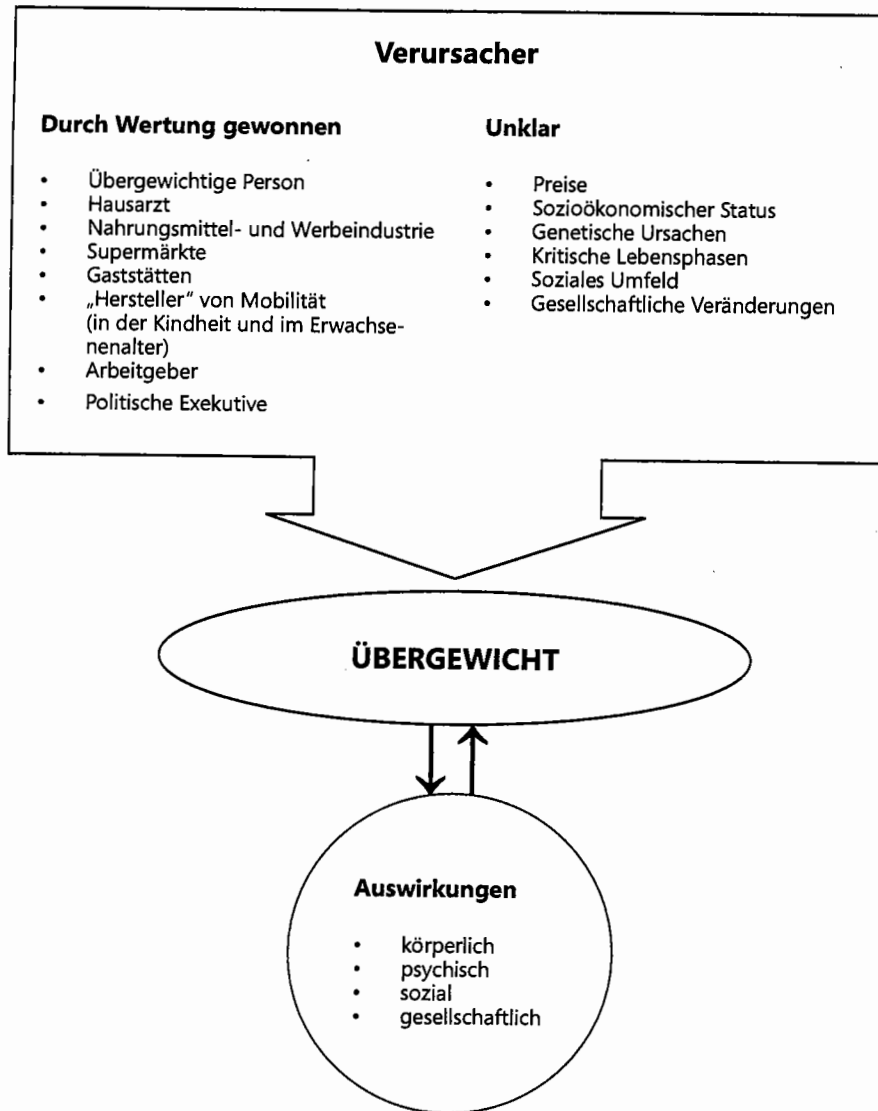 Verursacher
Durch Wertung gewonnen
• Übergewichtige Person
• Hausarzt
• Nahrungsmittel- und Werbeindustrie
• Supermärkte
• Gaststätten
• „Hersteller“ von Mobilität
(in der Kindheit und im Erwachse-
nenalter)
• Arbeitgeber
• Politische Exekutive
Unklar
• Preise
• Sozioökonomischer Status
• Genetische Ursachen
• Kritische Lebensphasen
• Soziales Umfeld
• Gesellschaftliche Veränderungen
ÜBERGEWICHT
Auswirkungen
• körperlich
• psychisch
• sozial
• gesellschaftlich